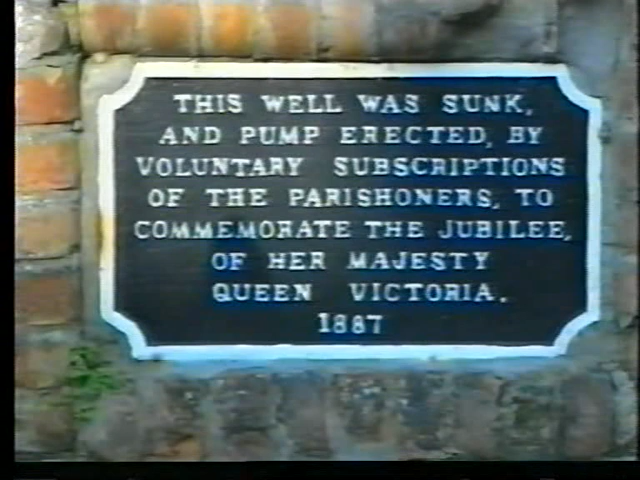 THIS WELL WAS SUNK,
AND PUMP ERECTED, BY
VOLUNTARY SUBSCRIPTIONS
OF THE PARISHONERS, TO
COMMEMORATE THE JUBILEE,
OF HER MAJESTY
QUEEN VICTORIA.
1887